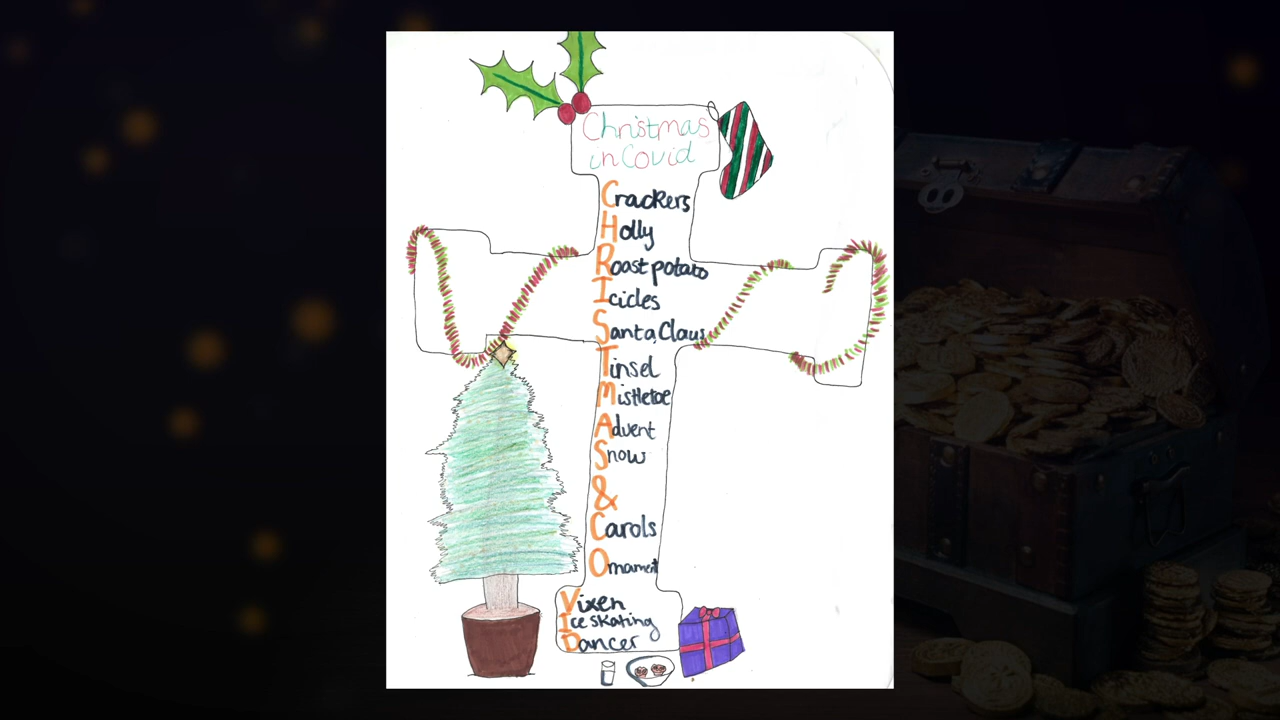 Christmas
in Covid
Crackers
Holly
Roast potato
Icicles
Santa Claus
Tinsel
Mistletoe
Advent
Snow
&
Carols
Ornament
Vixen
Ice skating
Dancer